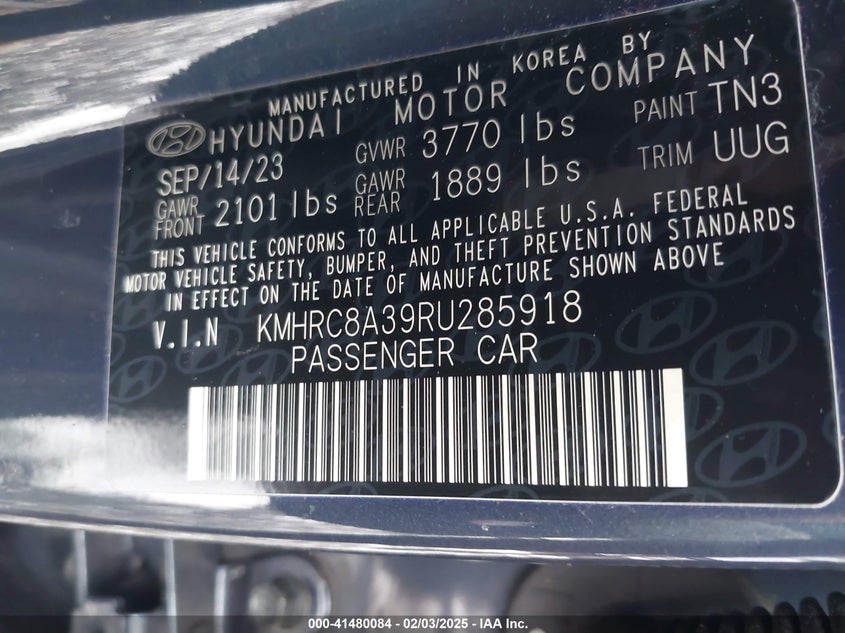 MANUFACTURED IN KOREA BY
HYUNDAI MOTOR COMPANY
SEP/14/23 GVWR 3770 lbs PAINT TN3
GAWR FRONT 2101 lbs GAWR REAR 1889 lbs TRIM UUG
THIS VEHICLE CONFORMS TO ALL APPLICABLE U.S.A. FEDERAL
MOTOR VEHICLE SAFETY, BUMPER, AND THEFT PREVENTION STANDARDS
IN EFFECT ON THE DATE OF MANUFACTURE SHOWN ABOVE
V.I.N KMHRC8A39RU285918
PASSENGER CAR
000-41480084 - 02/03/2025 - IAA Inc.